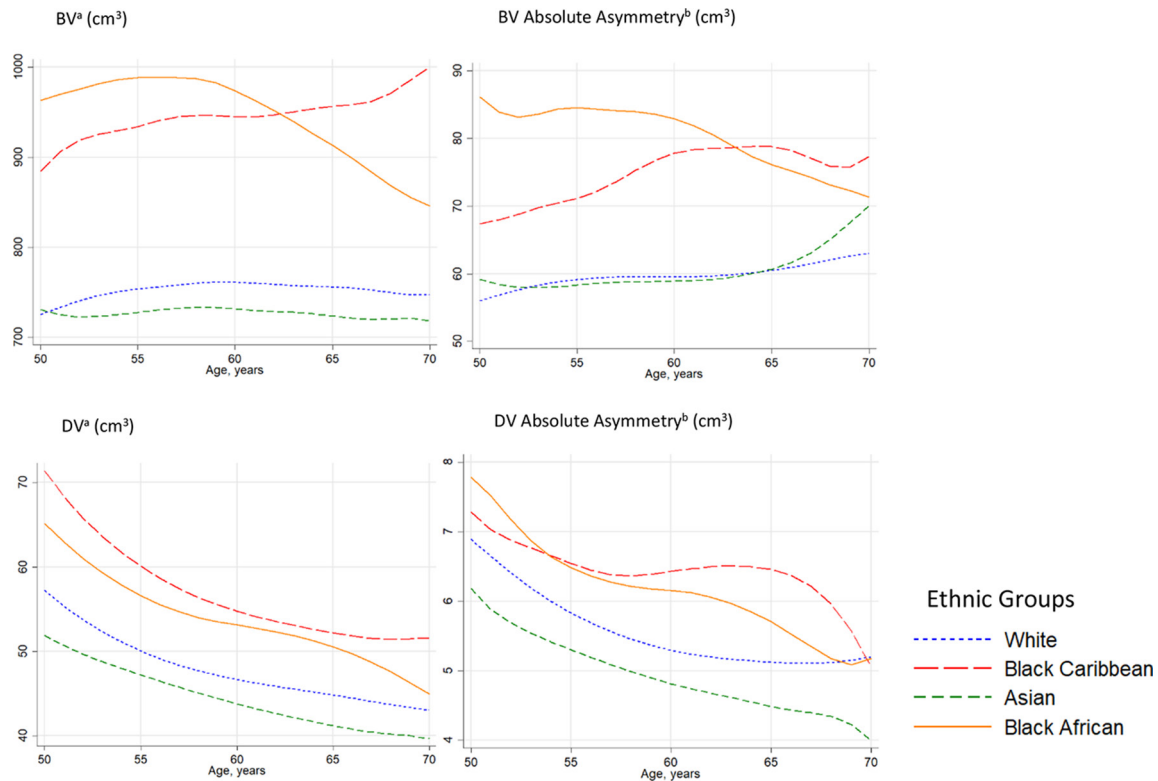 BVᵃ (cm³)
1000
900
800
700
50
55
60
65
70
Age, years
BV Absolute Asymmetryᵇ (cm³)
90
80
70
60
50
50
55
60
65
70
Age, years
DVᵃ (cm³)
70
60
50
40
50
55
60
65
70
Age, years
DV Absolute Asymmetryᵇ (cm³)
8
7
6
5
4
50
55
60
65
70
Age, years
Ethnic Groups
White
Black Caribbean
Asian
Black African